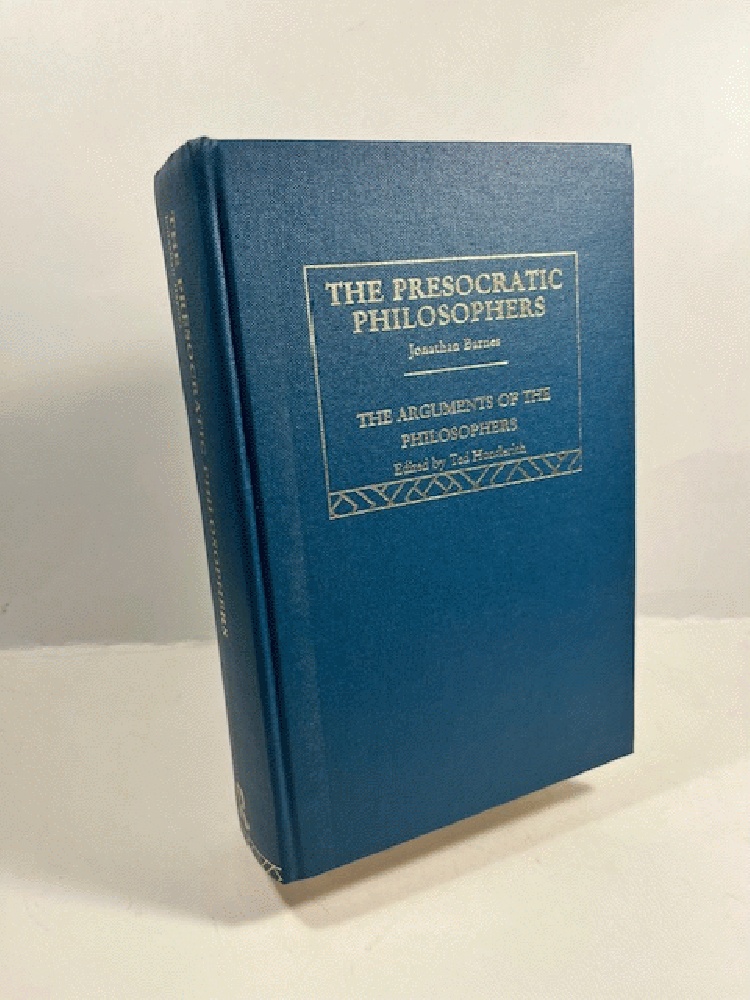 THE PRESOCRATIC
PHILOSOPHERS
Jonathan Barnes
THE ARGUMENTS OF THE
PHILOSOPHERS
Edited by Ted Honderich
THE PRESOCRATIC PHILOSOPHERS